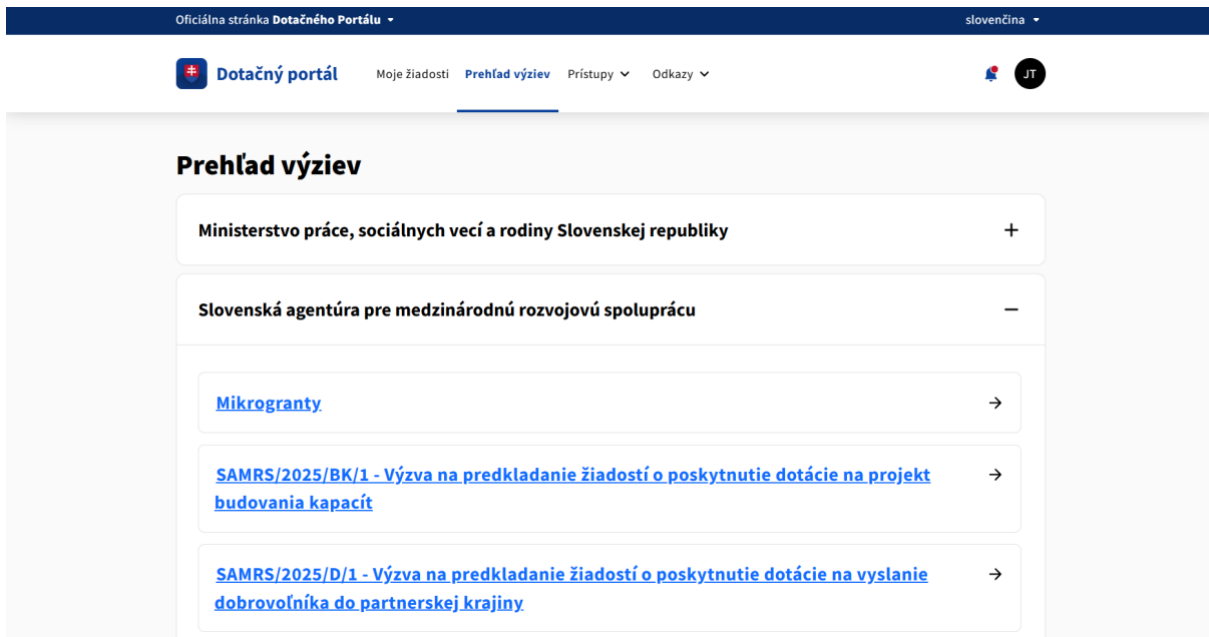 Oficiálna stránka Dotačného Portálu
slovenčina
Dotačný portál
Moje žiadosti
Prehľad výziev
Prístupy
Odkazy
JT
Prehľad výziev
Ministerstvo práce, sociálnych vecí a rodiny Slovenskej republiky
Slovenská agentúra pre medzinárodnú rozvojovú spoluprácu
Mikrogranty
SAMRS/2025/BK/1 - Výzva na predkladanie žiadostí o poskytnutie dotácie na projekt
budovania kapacít
SAMRS/2025/D/1 - Výzva na predkladanie žiadostí o poskytnutie dotácie na vyslanie
dobrovoľníka do partnerskej krajiny